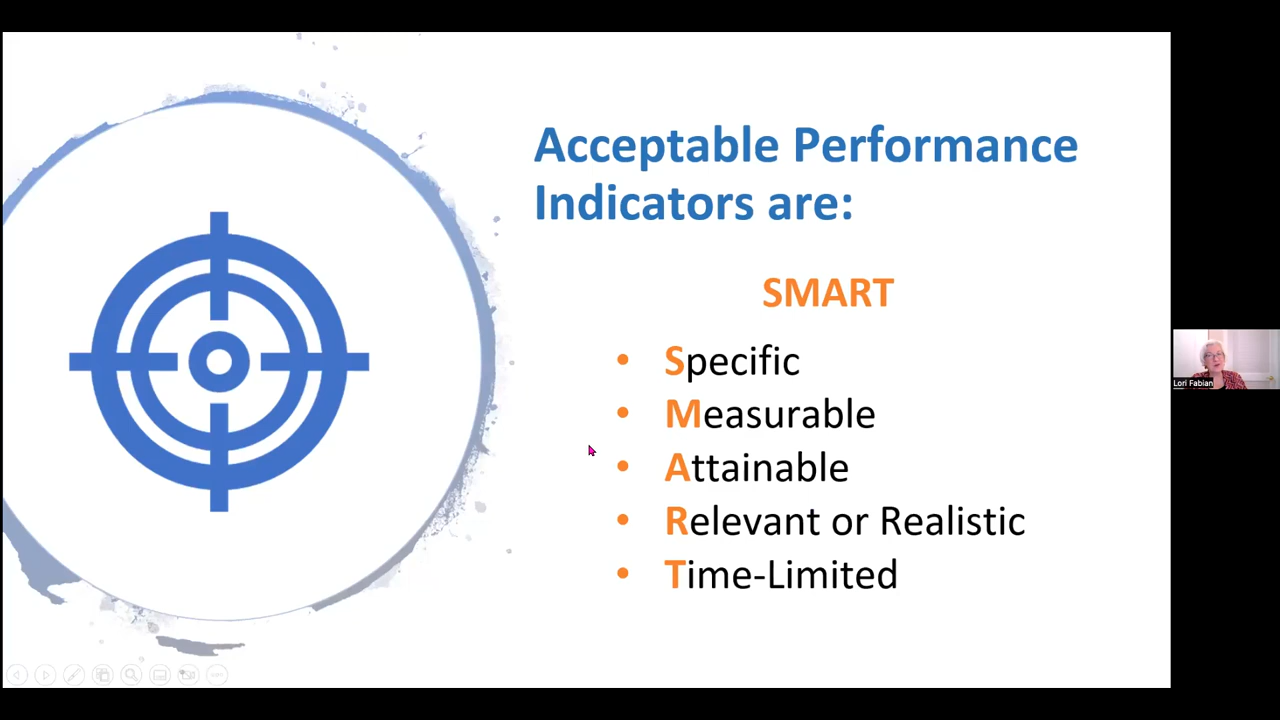 Acceptable Performance
Indicators are:
SMART
• Specific
• Measurable
• Attainable
• Relevant or Realistic
• Time-Limited
Lori Fabian